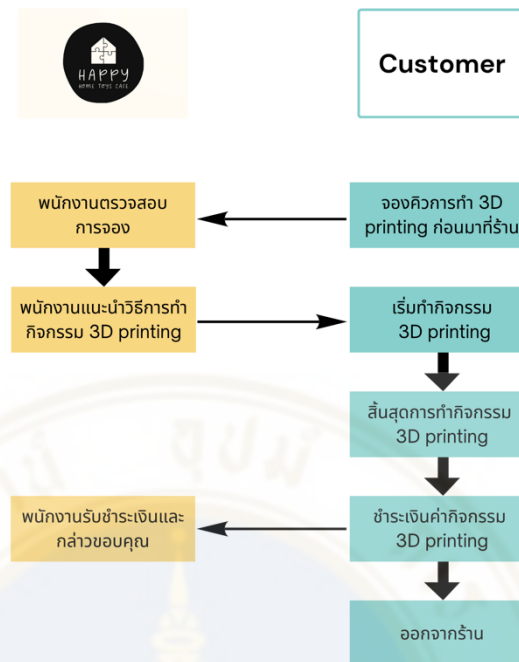 HAPPY
HOME TOYS CAFE
Customer
พนักงานตรวจสอบ
การจอง
จองคิวการทำ 3D
printing ก่อนมาที่ร้าน
พนักงานแนะนำวิธีการทำ
กิจกรรม 3D printing
เริ่มทำกิจกรรม
3D printing
สิ้นสุดการทำกิจกรรม
3D printing
พนักงานรับชำระเงินและ
กล่าวขอบคุณ
ชำระเงินค่ากิจกรรม
3D printing
ออกจากร้าน